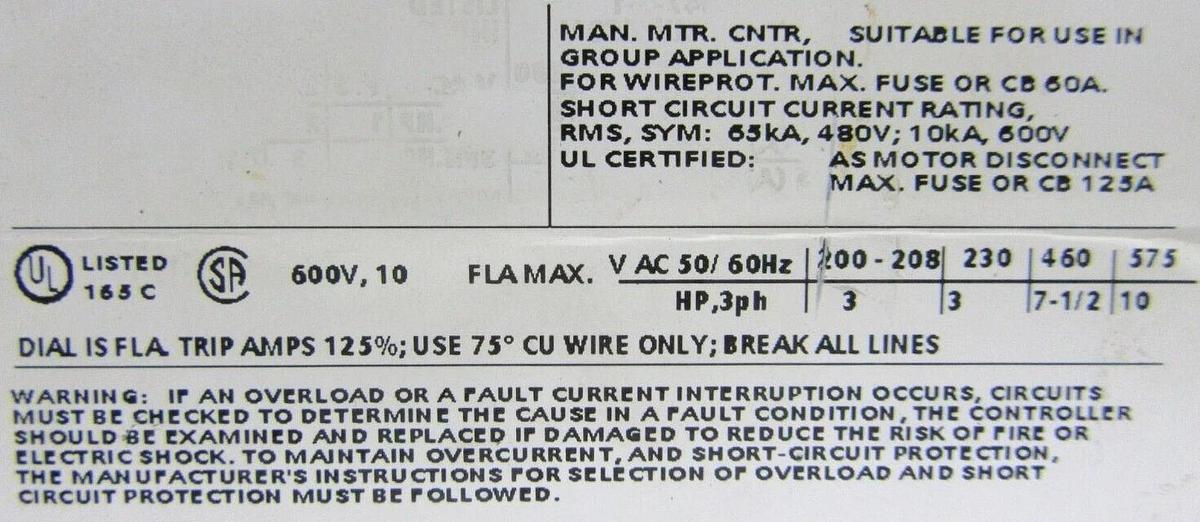 MAN. MTR. CNTR, SUITABLE FOR USE IN
GROUP APPLICATION.
FOR WIREPROT. MAX. FUSE OR CB 60A.
SHORT CIRCUIT CURRENT RATING,
RMS, SYM: 65kA, 480V; 10kA, 600V
UL CERTIFIED: AS MOTOR DISCONNECT
MAX. FUSE OR CB 125A
UL LISTED
165 C
SA 600V, 10 FLA MAX.
V AC 50/ 60Hz 200 - 208 230 460 575
HP,3ph 3 3 7-1/2 10
DIAL IS FLA. TRIP AMPS 125%; USE 75° CU WIRE ONLY; BREAK ALL LINES
WARNING: IF AN OVERLOAD OR A FAULT CURRENT INTERRUPTION OCCURS, CIRCUITS
MUST BE CHECKED TO DETERMINE THE CAUSE IN A FAULT CONDITION, THE CONTROLLER
SHOULD BE EXAMINED AND REPLACED IF DAMAGED TO REDUCE THE RISK OF FIRE OR
ELECTRIC SHOCK. TO MAINTAIN OVERCURRENT, AND SHORT-CIRCUIT PROTECTION,
THE MANUFACTURER'S INSTRUCTIONS FOR SELECTION OF OVERLOAD AND SHORT
CIRCUIT PROTECTION MUST BE FOLLOWED.